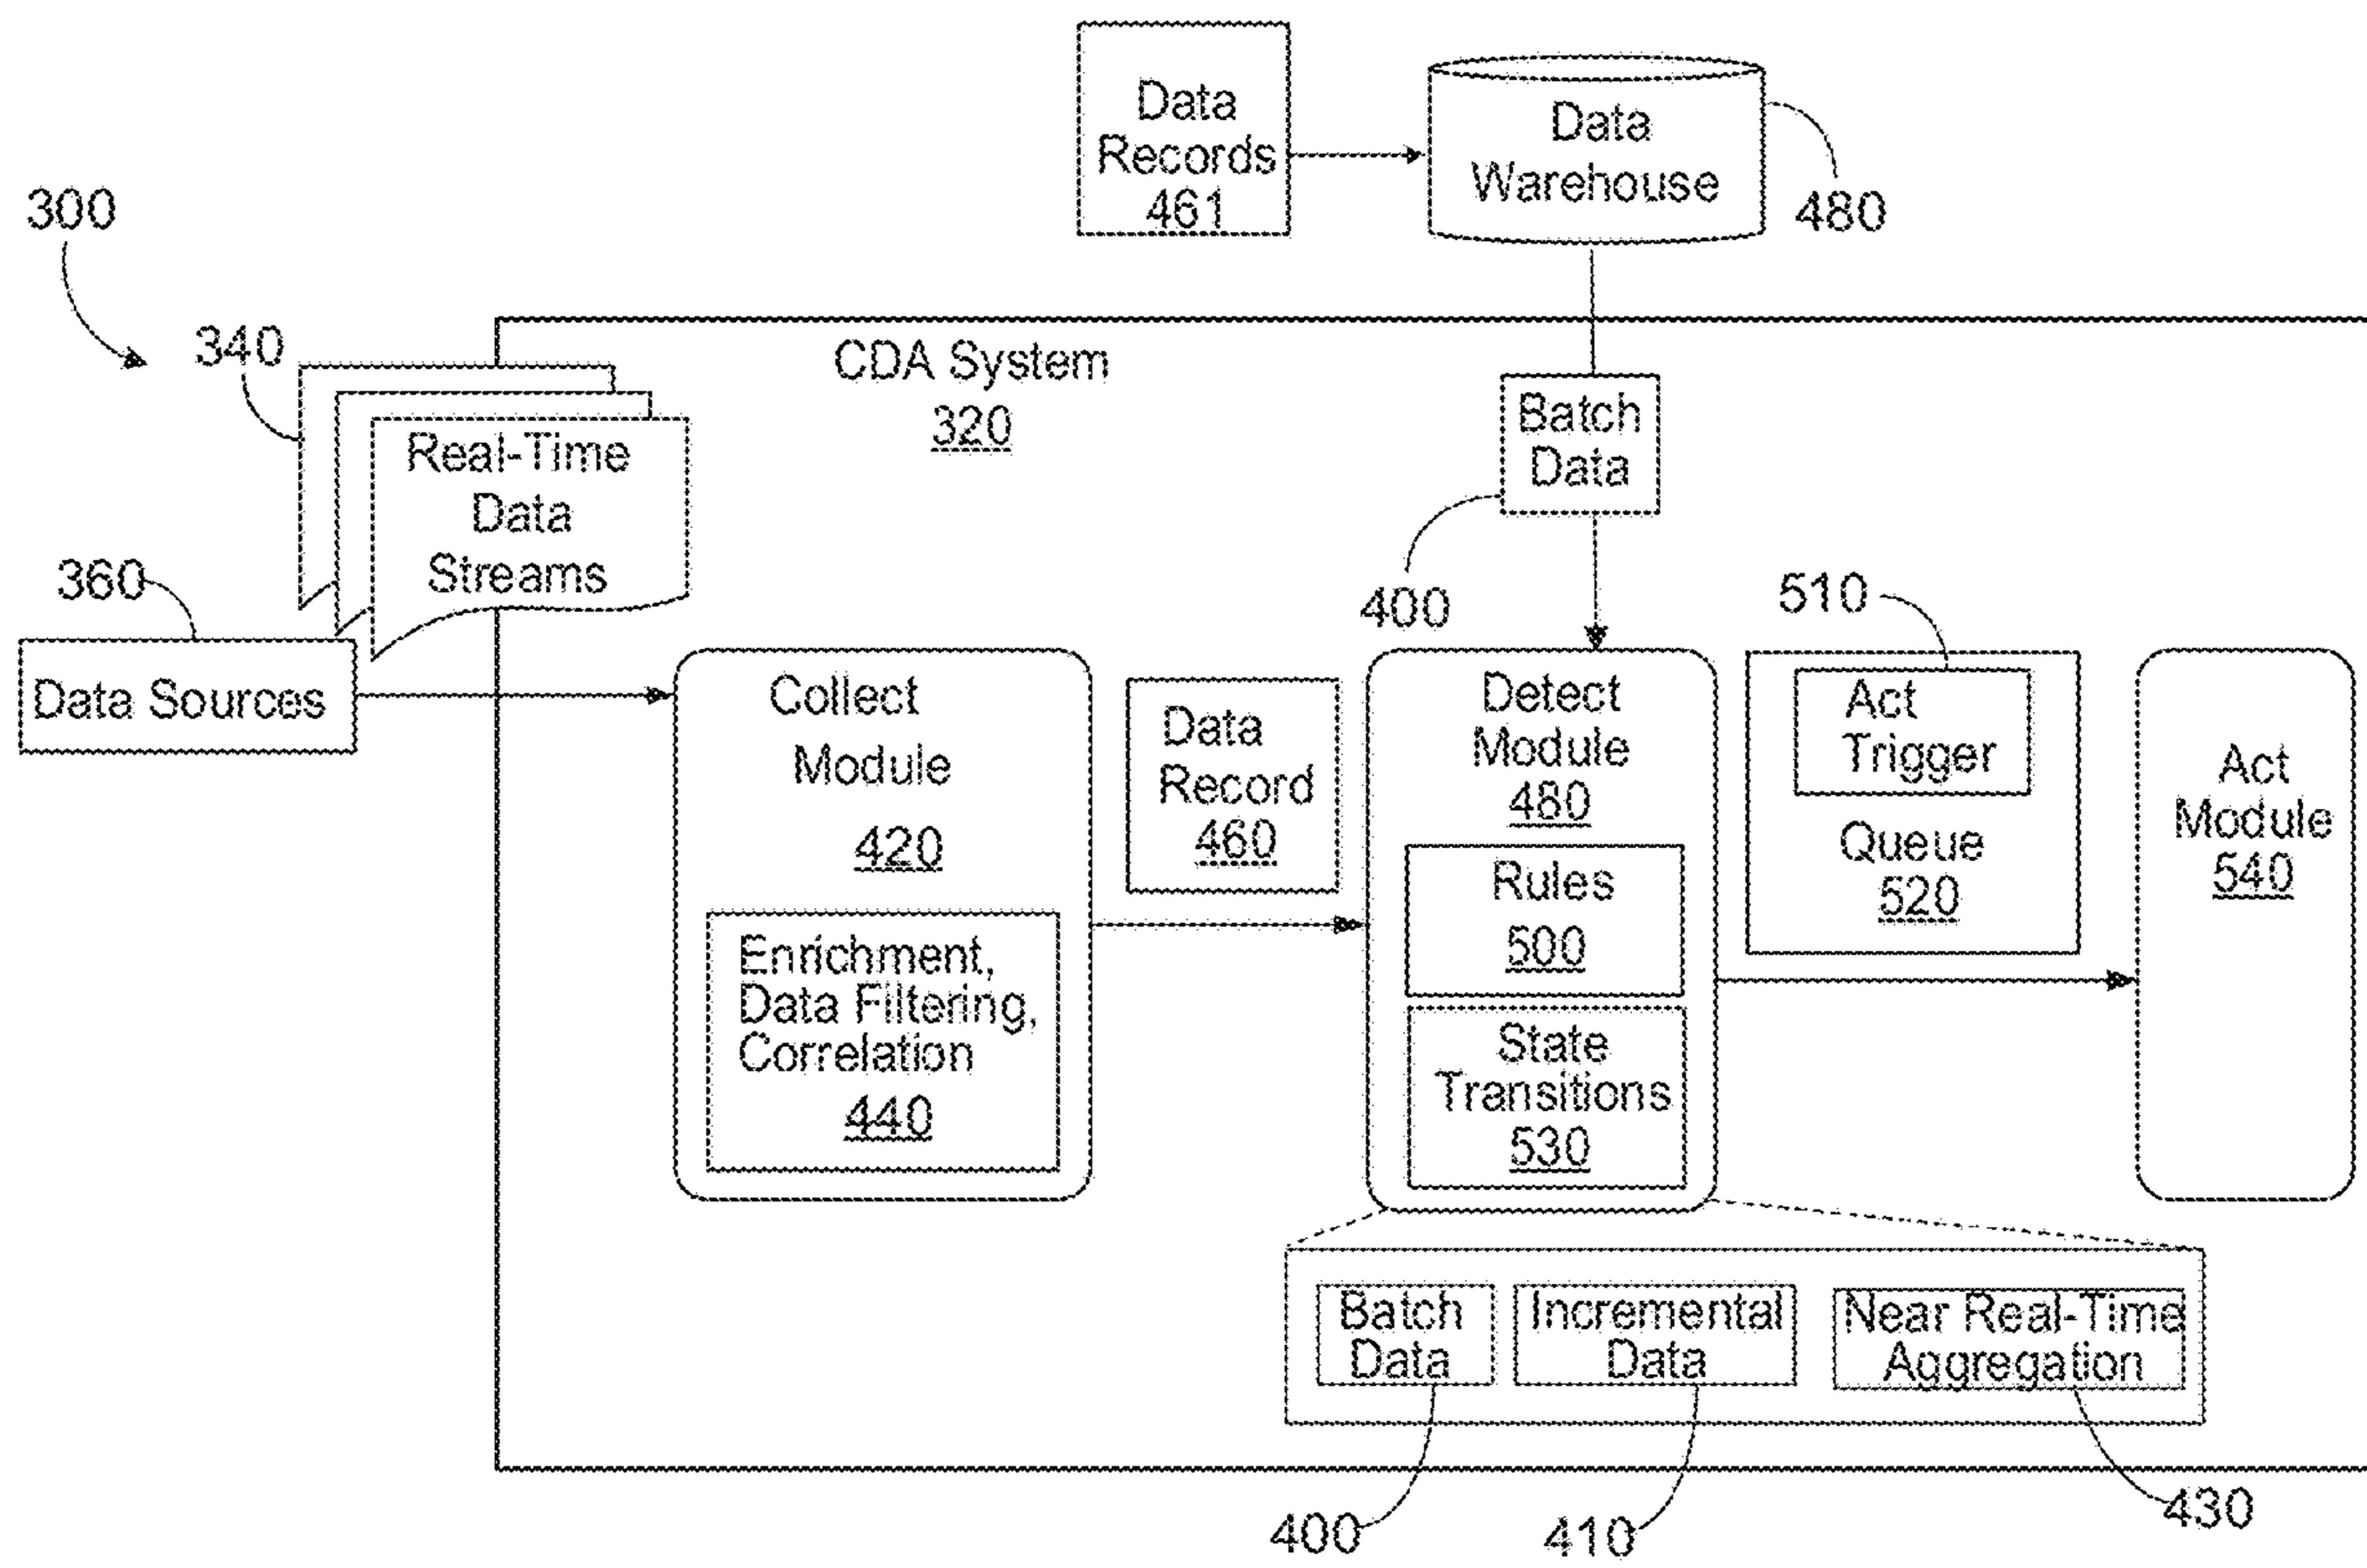 Data
Records
461
Data
Warehouse
480
300
340
CDA System
320
Real-Time
Data
Streams
Batch
Data
400
360
Data Sources
Collect
Module
420
Enrichment,
Data Filtering,
Correlation
440
Data
Record
460
Detect
Module
480
Rules
500
State
Transitions
530
510
Act
Trigger
Queue
520
Act
Module
540
Batch
Data
Incremental
Data
Near Real-Time
Aggregation
400
410
430